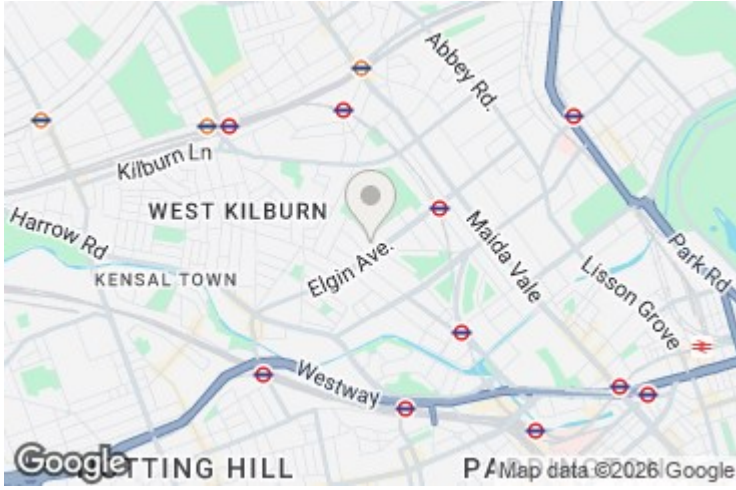 Abbey Rd.
Kilburn Ln
WEST KILBURN
Harrow Rd
Maida Vale
Elgin Ave.
KENSAL TOWN
Park Rd
Lisson Grove
Westway
Google
TTING HILL
PA
Map data ©2026 Google